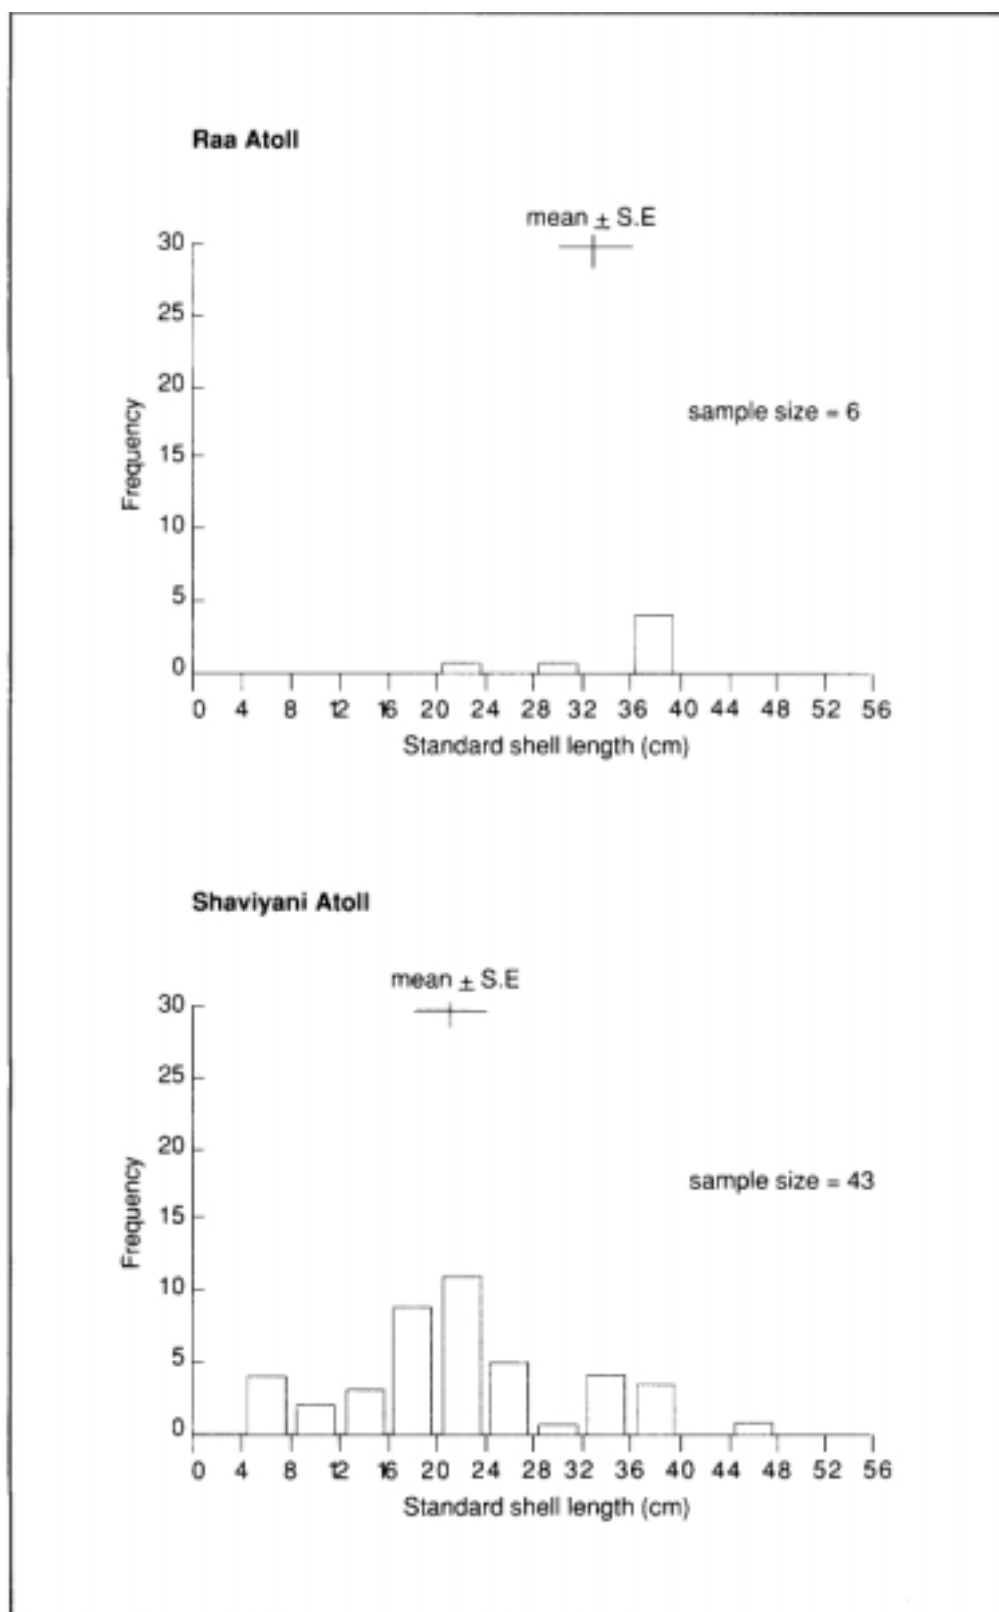 Raa Atoll
mean ± S.E
30
25
20
15
10
5
0
Frequency
sample size = 6
0 4 8 12 16 20 24 28 32 36 40 44 48 52 56
Standard shell length (cm)
Shaviyani Atoll
mean ± S.E
30
25
20
15
10
5
0
Frequency
sample size = 43
0 4 8 12 16 20 24 28 32 36 40 44 48 52 56
Standard shell length (cm)